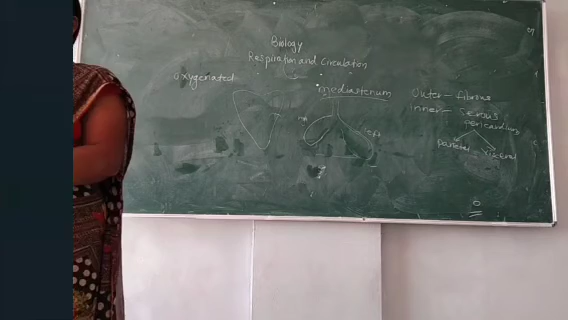 Biology
Respiration and Circulation
oxygenated
mediastenum
Outer - fibrous
Inner - Serous
pericardium
parietal
visceral
left